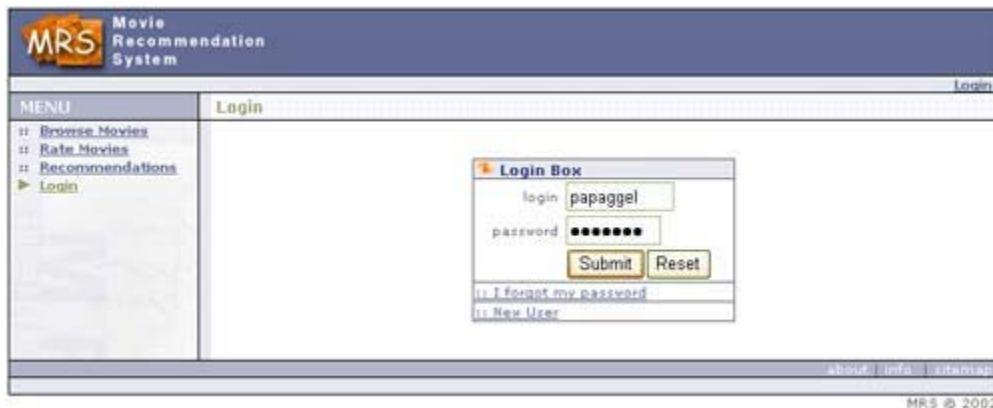 MRS
Movie
Recommendation
System
Login
MENU
Login
:: Browse Movies
:: Rate Movies
:: Recommendations
Login
Login Box
login papaggel
password ●●●●●●●
Submit Reset
:: I forgot my password
:: New User
about | info | sitemap
MRS @ 2002